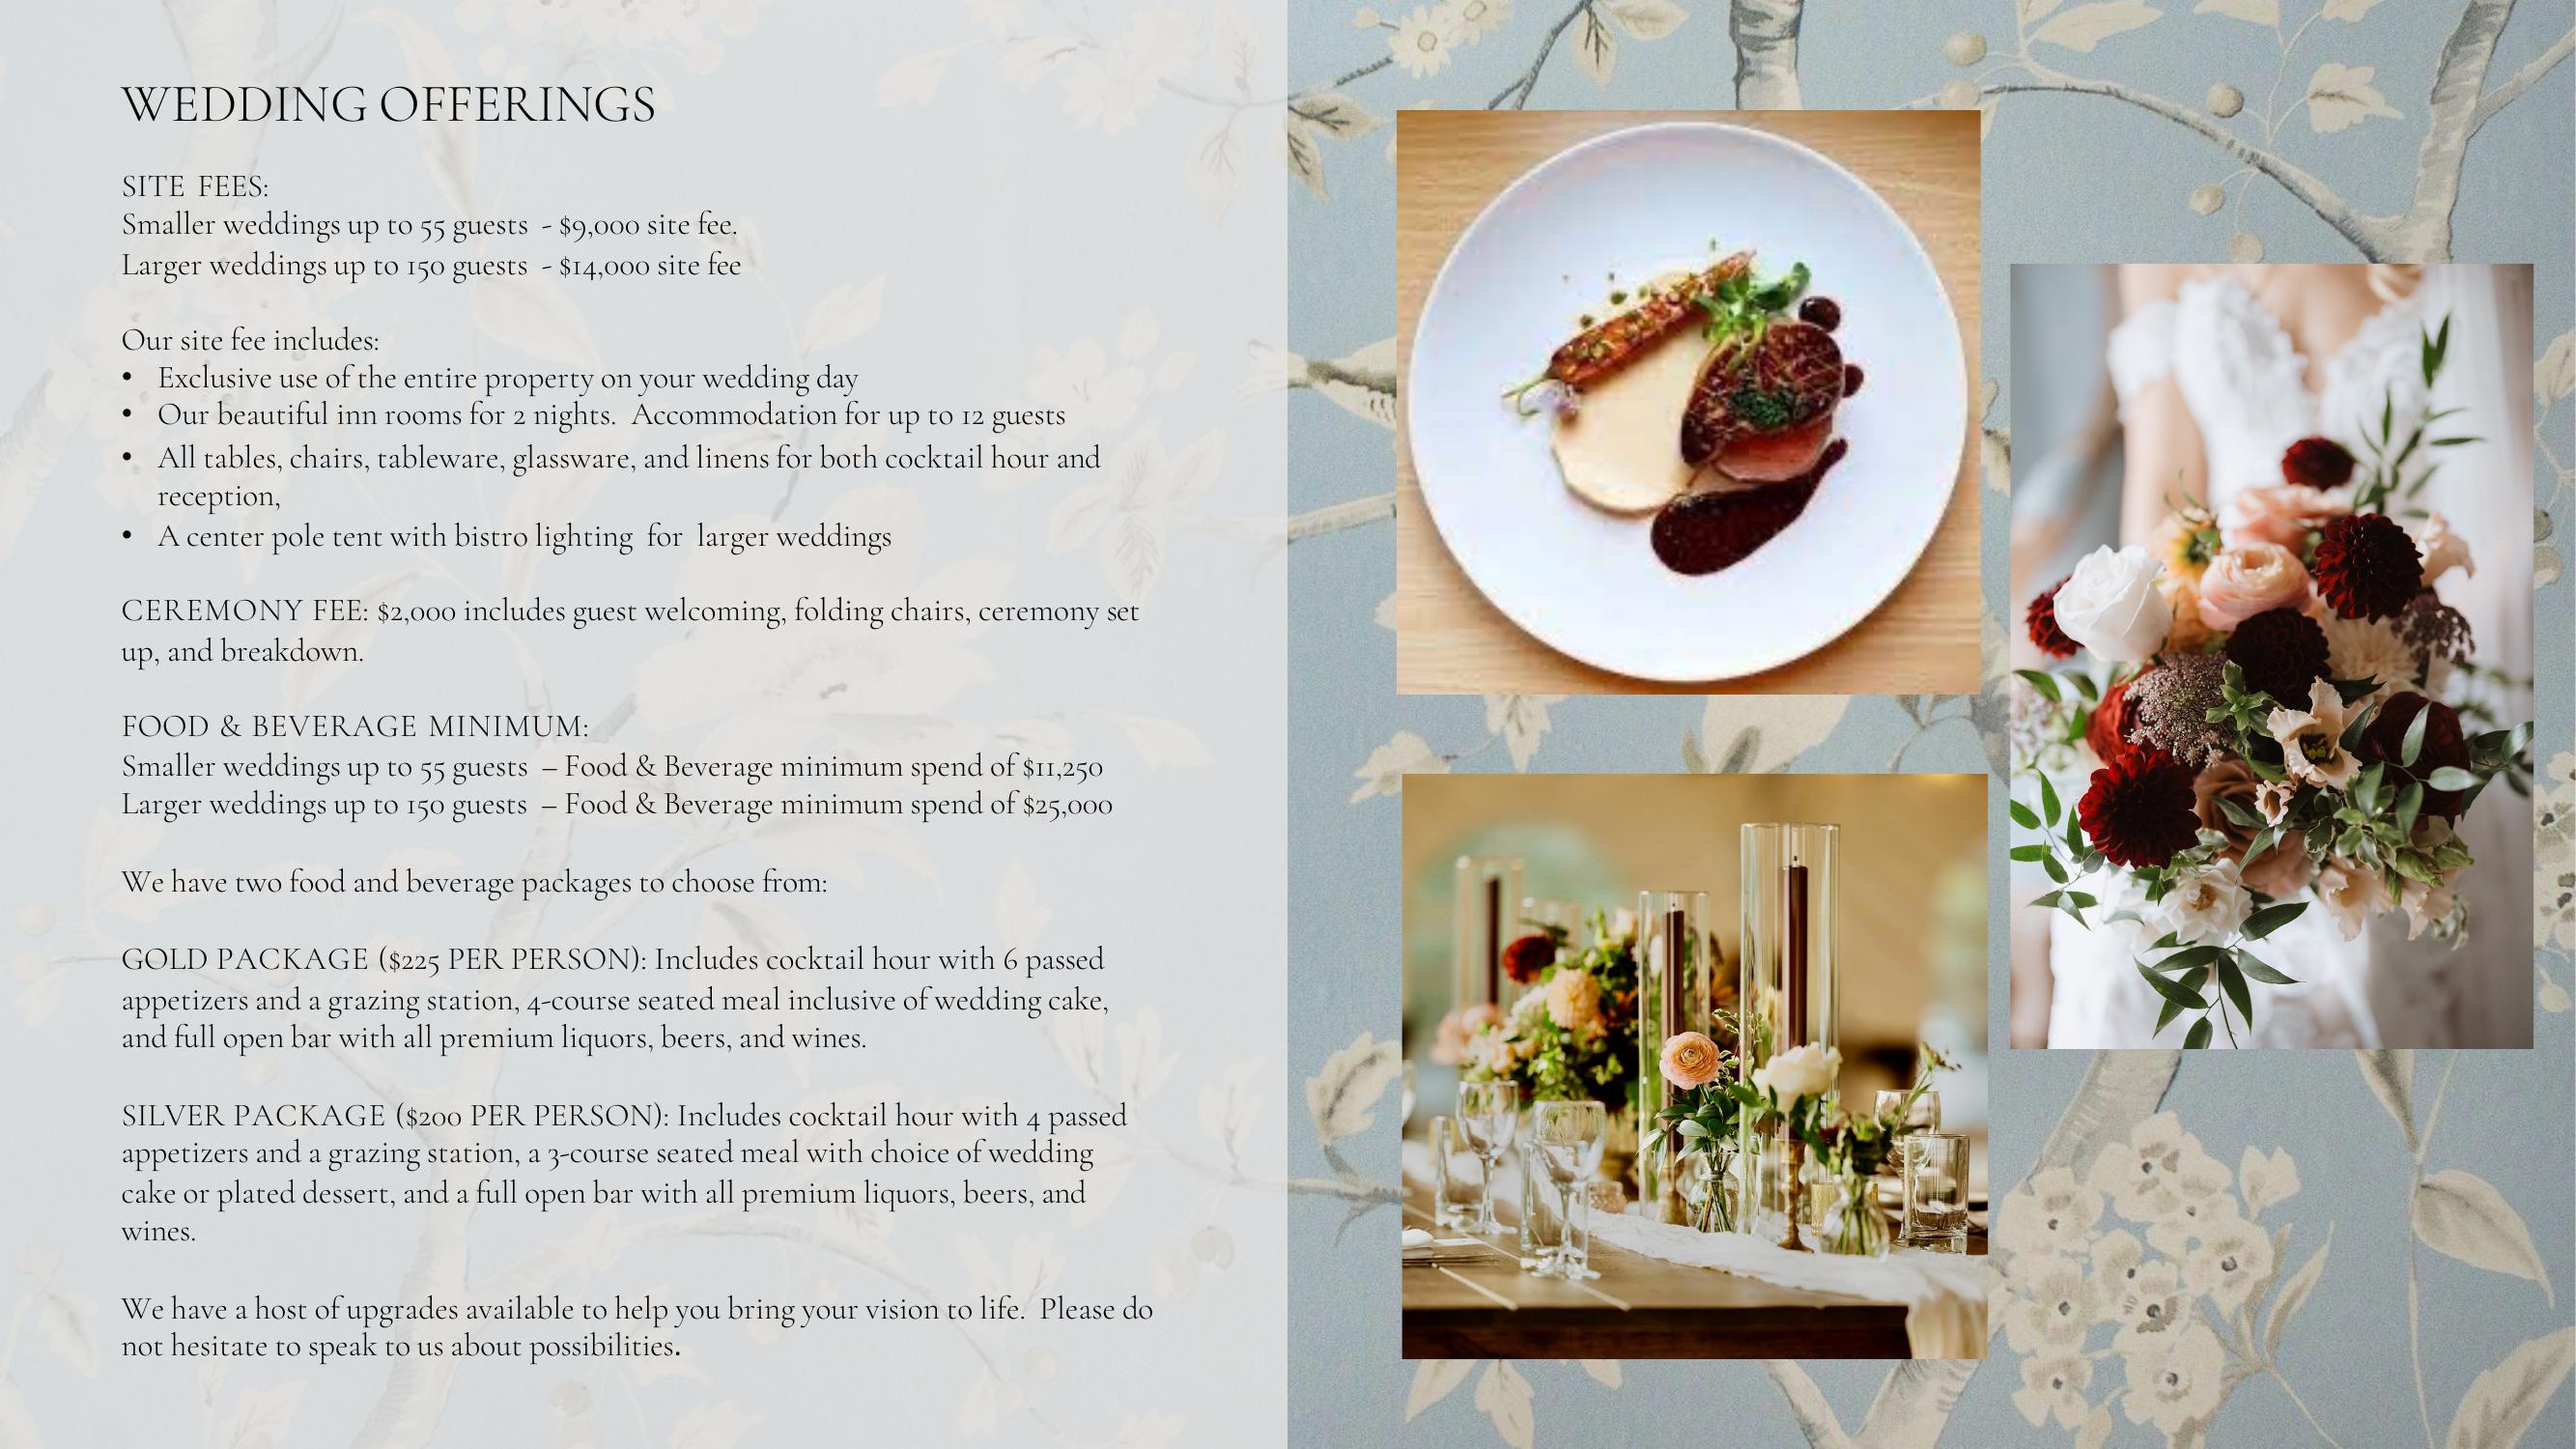 WEDDING OFFERINGS
SITE FEES:
Smaller weddings up to 55 guests - $9,000 site fee.
Larger weddings up to 150 guests - $14,000 site fee
Our site fee includes:
• Exclusive use of the entire property on your wedding day
• Our beautiful inn rooms for 2 nights. Accommodation for up to 12 guests
• All tables, chairs, tableware, glassware, and linens for both cocktail hour and
reception,
• A center pole tent with bistro lighting for larger weddings
CEREMONY FEE: $2,000 includes guest welcoming, folding chairs, ceremony set
up, and breakdown.
FOOD & BEVERAGE MINIMUM:
Smaller weddings up to 55 guests – Food & Beverage minimum spend of $11,250
Larger weddings up to 150 guests – Food & Beverage minimum spend of $25,000
We have two food and beverage packages to choose from:
GOLD PACKAGE ($225 PER PERSON): Includes cocktail hour with 6 passed
appetizers and a grazing station, 4-course seated meal inclusive of wedding cake,
and full open bar with all premium liquors, beers, and wines.
SILVER PACKAGE ($200 PER PERSON): Includes cocktail hour with 4 passed
appetizers and a grazing station, a 3-course seated meal with choice of wedding
cake or plated dessert, and a full open bar with all premium liquors, beers, and
wines.
We have a host of upgrades available to help you bring your vision to life. Please do
not hesitate to speak to us about possibilities.